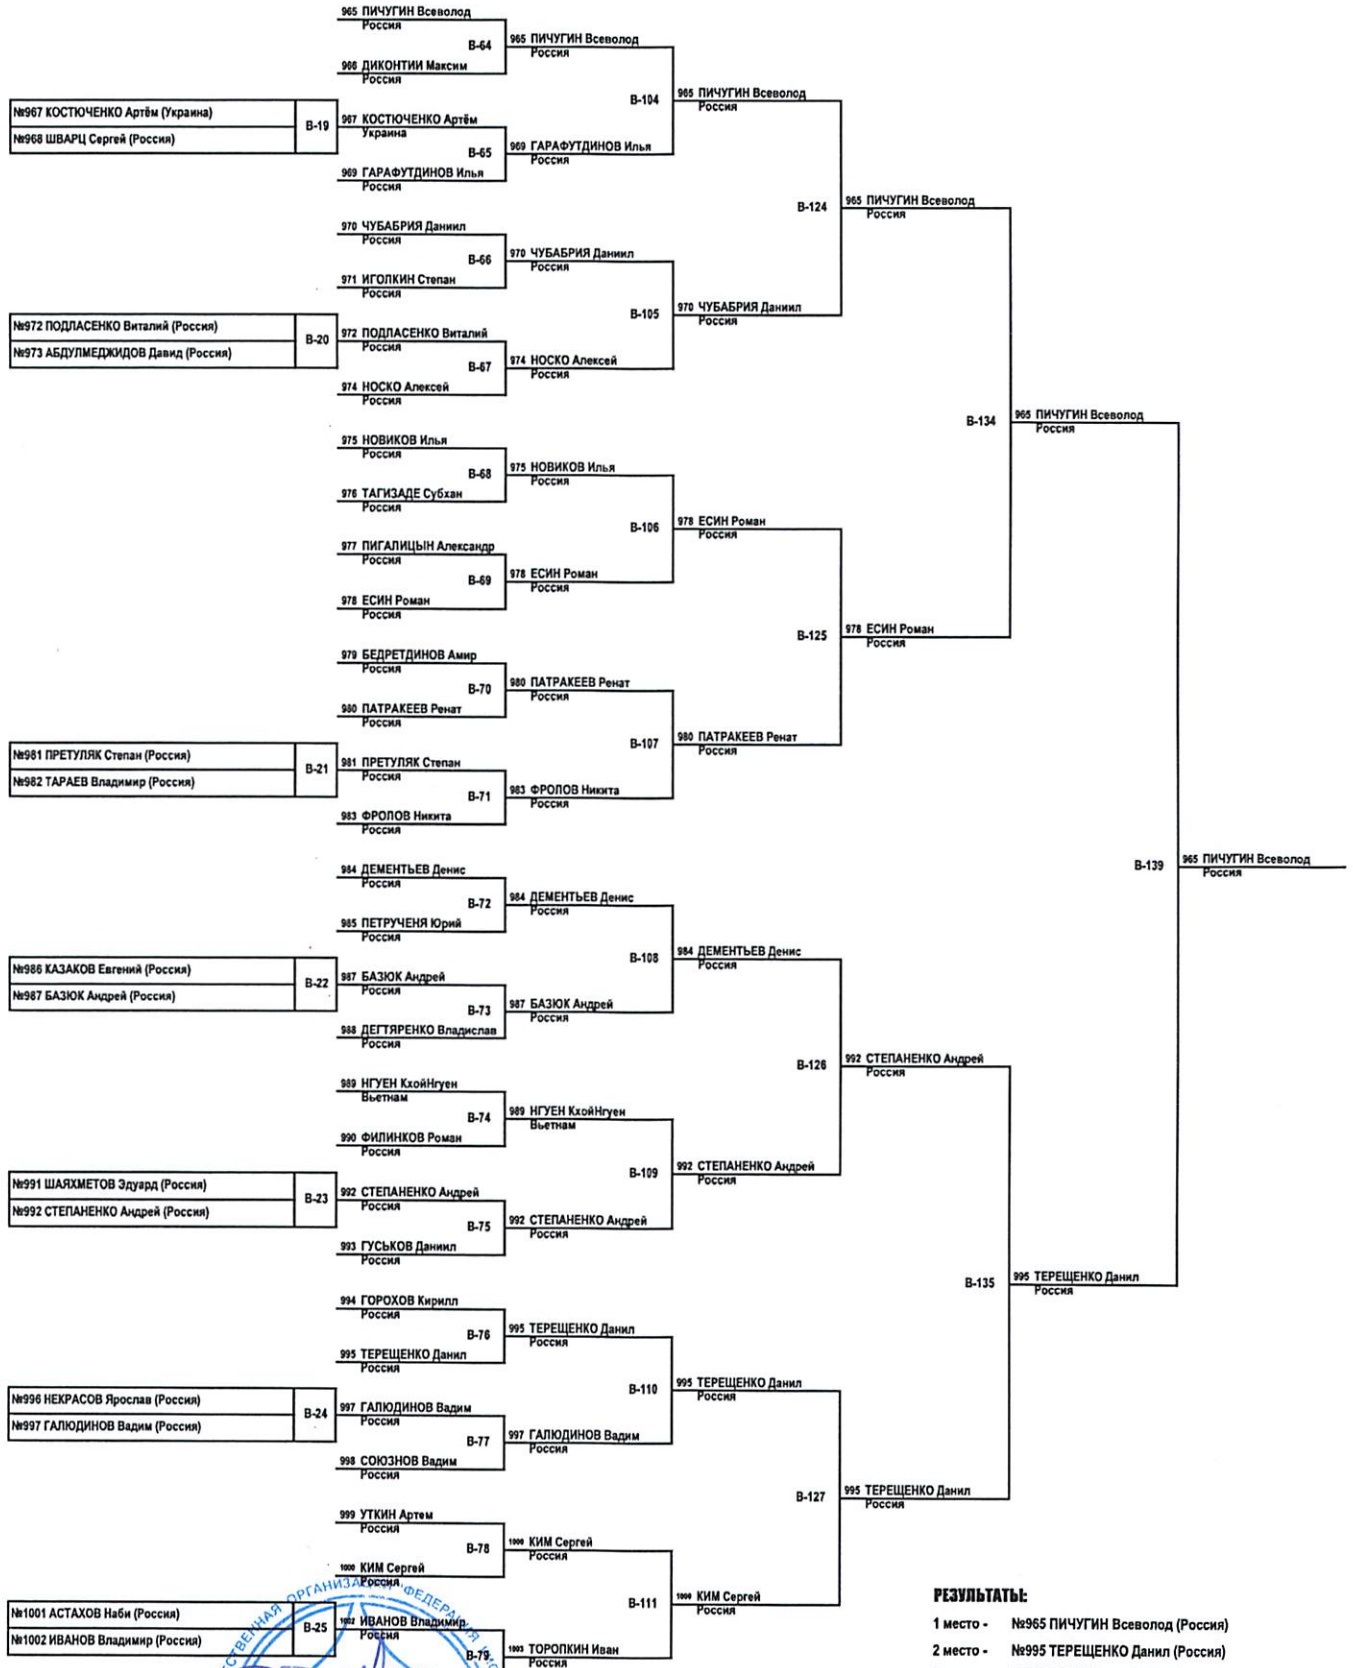 965 ПИЧУГИН Всеволод
Россия
В-64
965 ПИЧУГИН Всеволод
Россия
966 ДИКОНТИИ Максим
Россия
В-104
965 ПИЧУГИН Всеволод
Россия
№967 КОСТЮЧЕНКО Артём (Украина)
№968 ШВАРЦ Сергей (Россия)
В-19
967 КОСТЮЧЕНКО Артём
Украина
В-65
969 ГАРАФУТДИНОВ Илья
Россия
969 ГАРАФУТДИНОВ Илья
Россия
В-124
965 ПИЧУГИН Всеволод
Россия
970 ЧУБАБРИЯ Даниил
Россия
В-66
970 ЧУБАБРИЯ Даниил
Россия
971 ИГОЛКИН Степан
Россия
В-105
970 ЧУБАБРИЯ Даниил
Россия
№972 ПОДЛАСЕНКО Виталий (Россия)
№973 АБДУЛМЕДЖИДОВ Давид (Россия)
В-20
972 ПОДЛАСЕНКО Виталий
Россия
В-67
974 НОСКО Алексей
Россия
974 НОСКО Алексей
Россия
В-134
965 ПИЧУГИН Всеволод
Россия
975 НОВИКОВ Илья
Россия
В-68
975 НОВИКОВ Илья
Россия
976 ТАГИЗАДЕ Субхан
Россия
В-106
978 ЕСИН Роман
Россия
977 ПИГАЛИЦЫН Александр
Россия
В-69
978 ЕСИН Роман
Россия
978 ЕСИН Роман
Россия
В-125
978 ЕСИН Роман
Россия
979 БЕДРЕТДИНОВ Амир
Россия
В-70
980 ПАТРАКЕЕВ Ренат
Россия
980 ПАТРАКЕЕВ Ренат
Россия
В-107
980 ПАТРАКЕЕВ Ренат
Россия
№981 ПРЕТУЛЯК Степан (Россия)
№982 ТАРАЕВ Владимир (Россия)
В-21
981 ПРЕТУЛЯК Степан
Россия
В-71
983 ФРОЛОВ Никита
Россия
983 ФРОЛОВ Никита
Россия
В-139
965 ПИЧУГИН Всеволод
Россия
984 ДЕМЕНТЬЕВ Денис
Россия
В-72
984 ДЕМЕНТЬЕВ Денис
Россия
985 ПЕТРУЧЕНЯ Юрий
Россия
В-108
984 ДЕМЕНТЬЕВ Денис
Россия
№986 КАЗАКОВ Евгений (Россия)
№987 БАЗЮК Андрей (Россия)
В-22
987 БАЗЮК Андрей
Россия
В-73
987 БАЗЮК Андрей
Россия
988 ДЕГТЯРЕНКО Владислав
Россия
В-126
992 СТЕПАНЕНКО Андрей
Россия
989 НГУЕН КхойНгуен
Вьетнам
В-74
989 НГУЕН КхойНгуен
Вьетнам
990 ФИЛИНКОВ Роман
Россия
В-109
992 СТЕПАНЕНКО Андрей
Россия
№991 ШАЯХМЕТОВ Эдуард (Россия)
№992 СТЕПАНЕНКО Андрей (Россия)
В-23
992 СТЕПАНЕНКО Андрей
Россия
В-75
992 СТЕПАНЕНКО Андрей
Россия
993 ГУСЬКОВ Даниил
Россия
В-135
995 ТЕРЕЩЕНКО Данил
Россия
994 ГОРОХОВ Кирилл
Россия
В-76
995 ТЕРЕЩЕНКО Данил
Россия
995 ТЕРЕЩЕНКО Данил
Россия
В-110
995 ТЕРЕЩЕНКО Данил
Россия
№996 НЕКРАСОВ Ярослав (Россия)
№997 ГАЛЮДИНОВ Вадим (Россия)
В-24
997 ГАЛЮДИНОВ Вадим
Россия
В-77
997 ГАЛЮДИНОВ Вадим
Россия
998 СОЮЗНОВ Вадим
Россия
В-127
995 ТЕРЕЩЕНКО Данил
Россия
999 УТКИН Артем
Россия
В-78
1000 КИМ Сергей
Россия
1000 КИМ Сергей
Россия
В-111
1000 КИМ Сергей
Россия
№1001 АСТАХОВ Наби (Россия)
№1002 ИВАНОВ Владимир (Россия)
В-25
1002 ИВАНОВ Владимир
Россия
В-79
1003 ТОРОПКИН Иван
Россия
РЕЗУЛЬТАТЫ:
1 место - №965 ПИЧУГИН Всеволод (Россия)
2 место - №995 ТЕРЕЩЕНКО Данил (Россия)